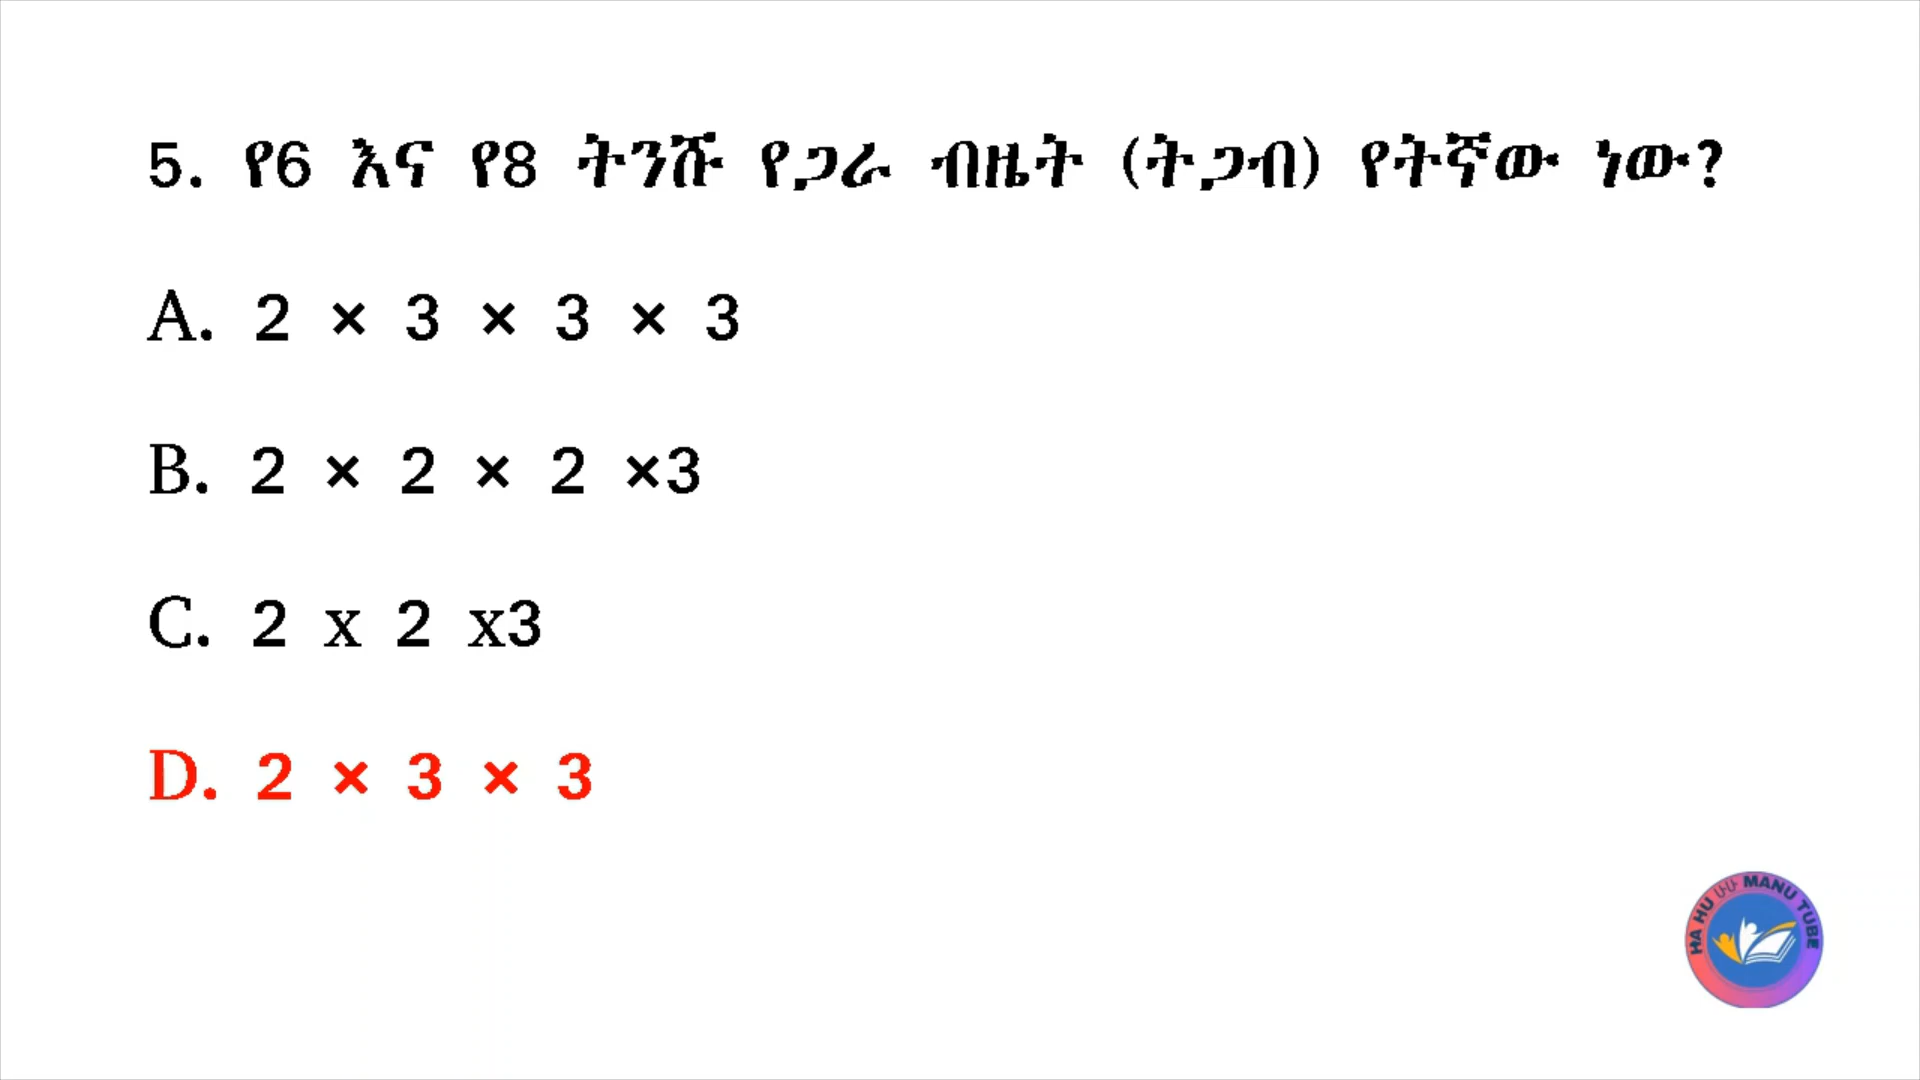 5. የ6 እና የ8 ትንሹ የጋራ ብዜት (ትጋብ) የትኛው ነው?
A. 2 × 3 × 3 × 3
B. 2 × 2 × 2 ×3
C. 2 x 2 x3
D. 2 × 3 × 3
HA HU ሀሁ MANU TUBE